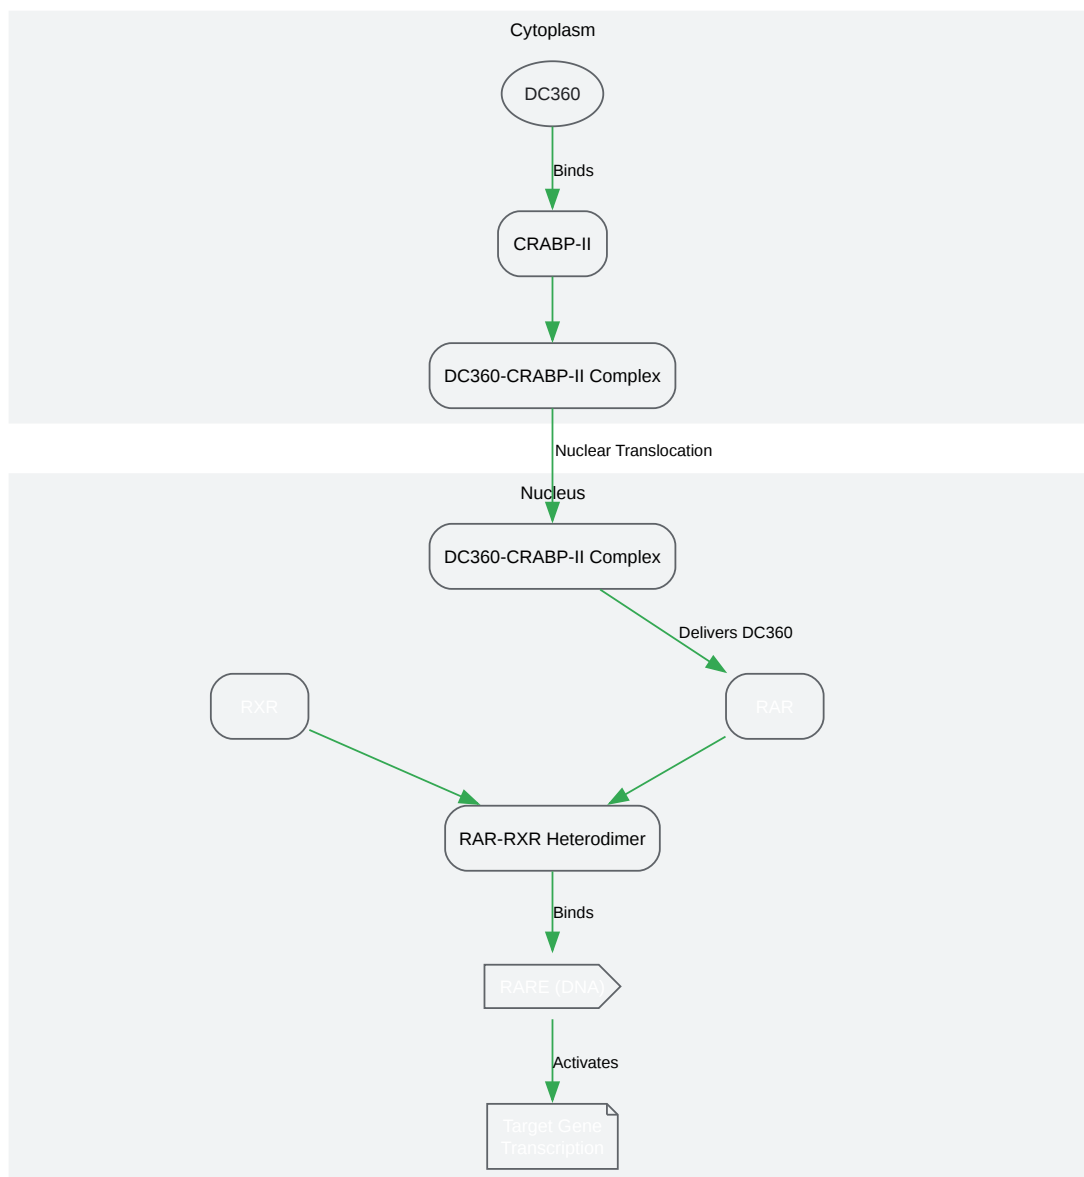 Cytoplasm
DC360
Binds
CRABP-II
DC360-CRABP-II Complex
Nuclear Translocation
Nucleus
DC360-CRABP-II Complex
Delivers DC360
RXR
RAR
RAR-RXR Heterodimer
Binds
RARE (DNA)
Activates
Target Gene
Transcription